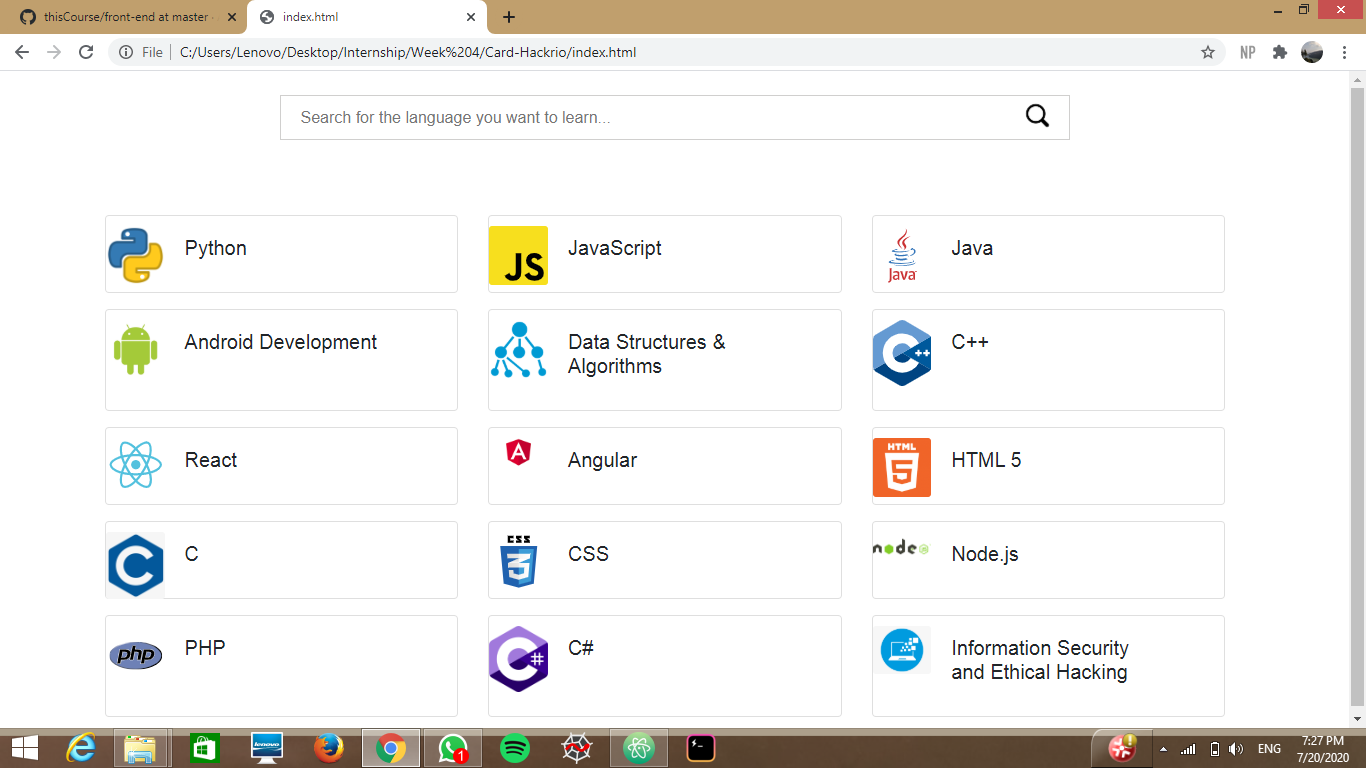 thisCourse/front-end at master ·
index.html
File
C:/Users/Lenovo/Desktop/Internship/Week%204/Card-Hackrio/index.html
NP
Search for the language you want to learn...
Python
JS
JavaScript
Java
Java
Android Development
Data Structures &
Algorithms
C++
C++
React
A
Angular
HTML
5
HTML 5
C
C
CSS
3
CSS
node
Node.js
php
PHP
C#
C#
Information Security
and Ethical Hacking
lenovo
1
ENG
7:27 PM
7/20/2020